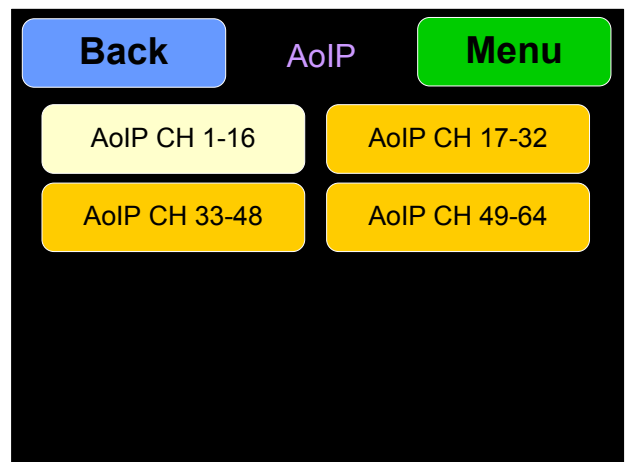 Back AoIP Menu
AoIP CH 1-16 AoIP CH 17-32
AoIP CH 33-48 AoIP CH 49-64